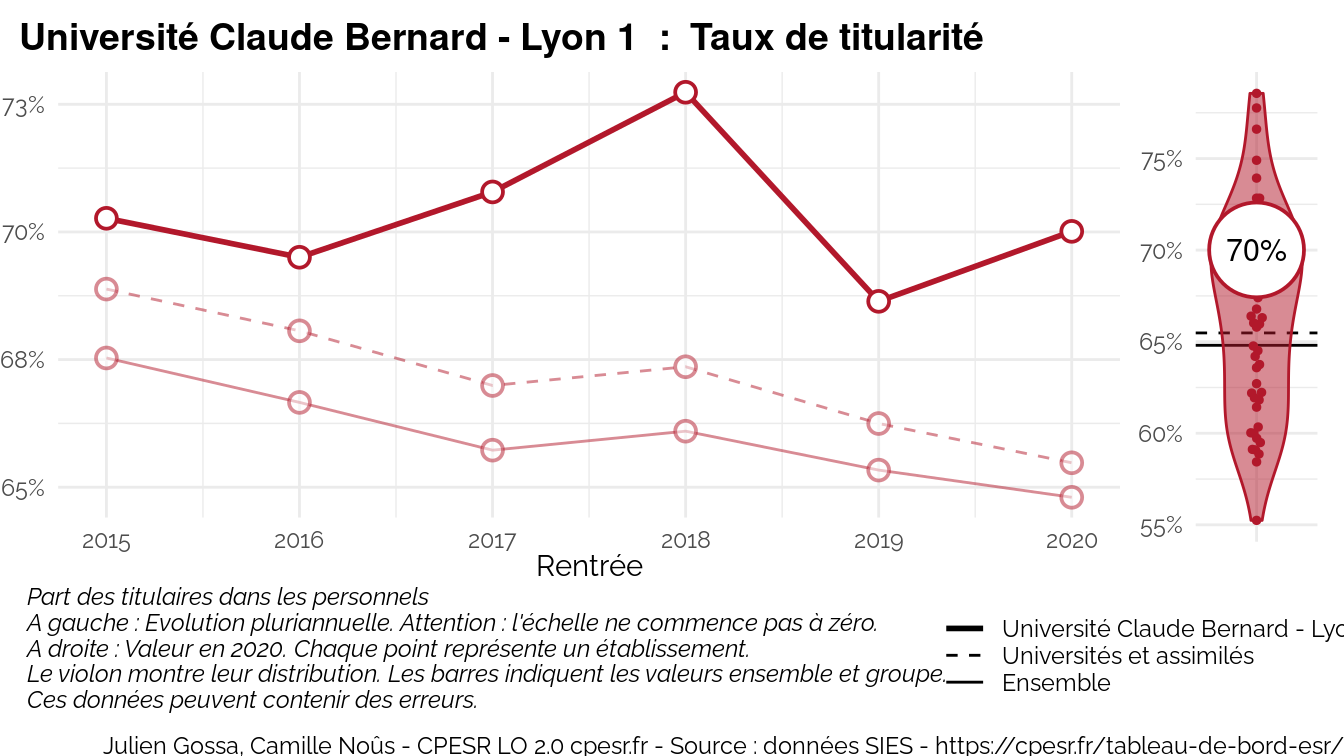 Université Claude Bernard - Lyon 1 : Taux de titularité
73%
70%
68%
65%
2015 2016 2017 2018 2019 2020
Rentrée
75%
70%
65%
60%
55%
70%
Part des titulaires dans les personnels
A gauche : Evolution pluriannuelle. Attention : l'échelle ne commence pas à zéro.
A droite : Valeur en 2020. Chaque point représente un établissement.
Le violon montre leur distribution. Les barres indiquent les valeurs ensemble et groupe.
Ces données peuvent contenir des erreurs.
Université Claude Bernard - Lyo
Universités et assimilés
Ensemble
Julien Gossa, Camille Noûs - CPESR LO 2.0 cpesr.fr - Source : données SIES - https://cpesr.fr/tableau-de-bord-esr/